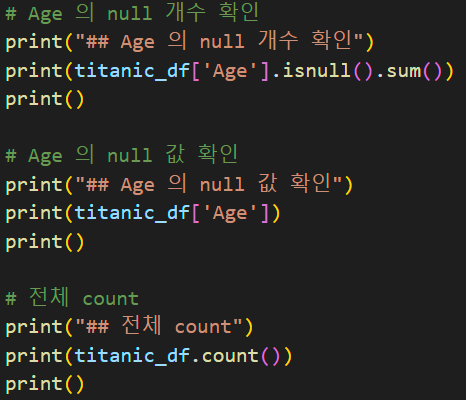 # Age 의 null 개수 확인
print("## Age 의 null 개수 확인")
print(titanic_df['Age'].isnull().sum())
print()

# Age 의 null 값 확인
print("## Age 의 null 값 확인")
print(titanic_df['Age'])
print()

# 전체 count
print("## 전체 count")
print(titanic_df.count())
print()